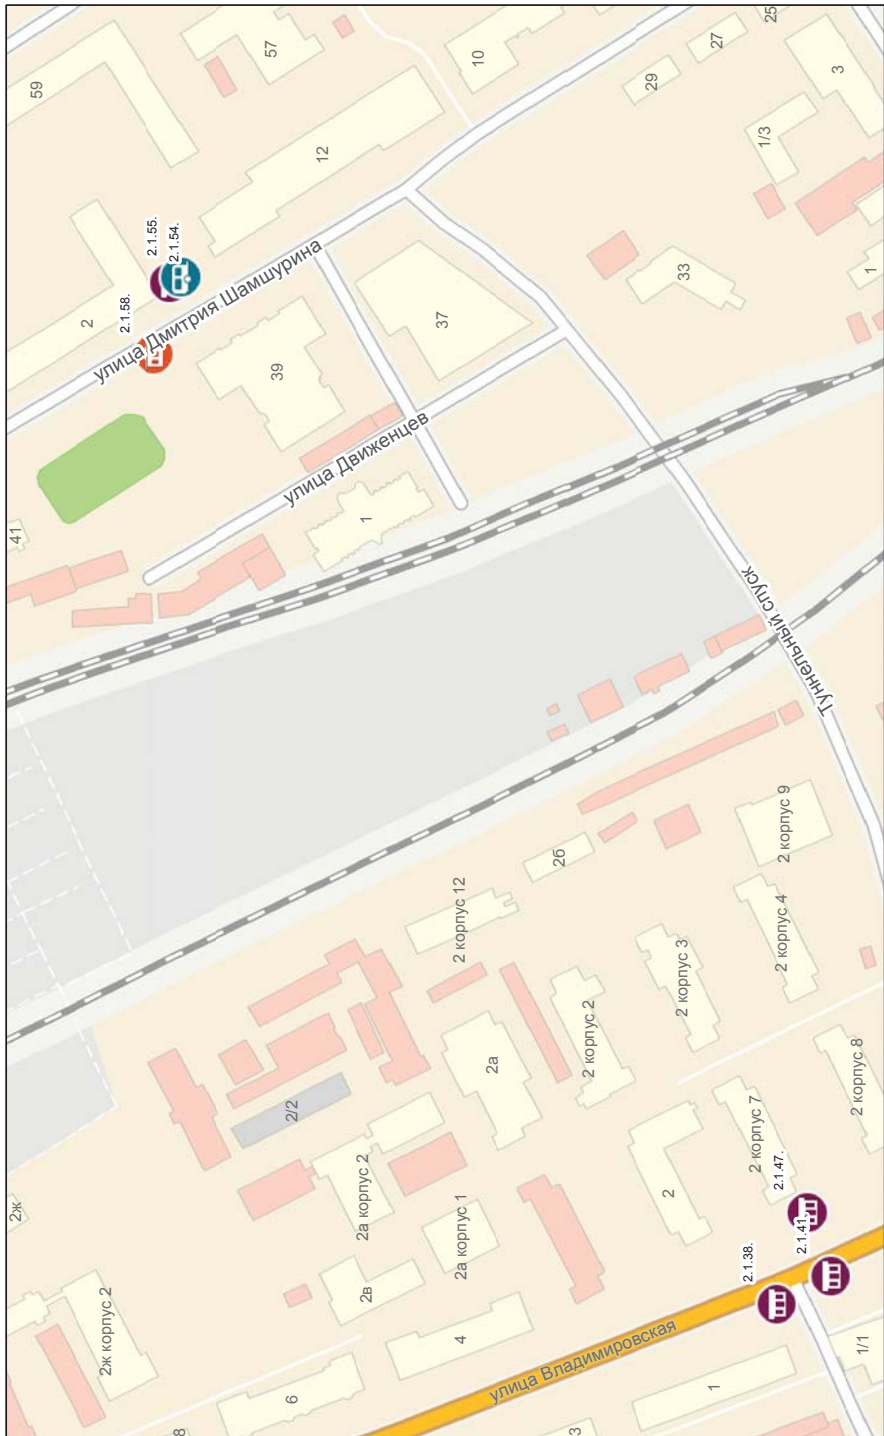 59
57
10
27
25
29
3
12
1/3
2.1.55.
2.1.54.
2.1.58.
2
улица Дмитрия Шамшурина
37
33
1
39
улица Движенцев
41
1
Туннельный спуск
2 корпус 9
2б
2 корпус 12
2 корпус 4
2 корпус 3
2 корпус 2
2а
2/2
2 корпус 8
2 корпус 7
2.1.47.
2
2а корпус 2
2а корпус 1
2ж
2.1.41.
2.1.38.
2в
2ж корпус 2
4
улица Владимировская
6
1
1/1
8
3